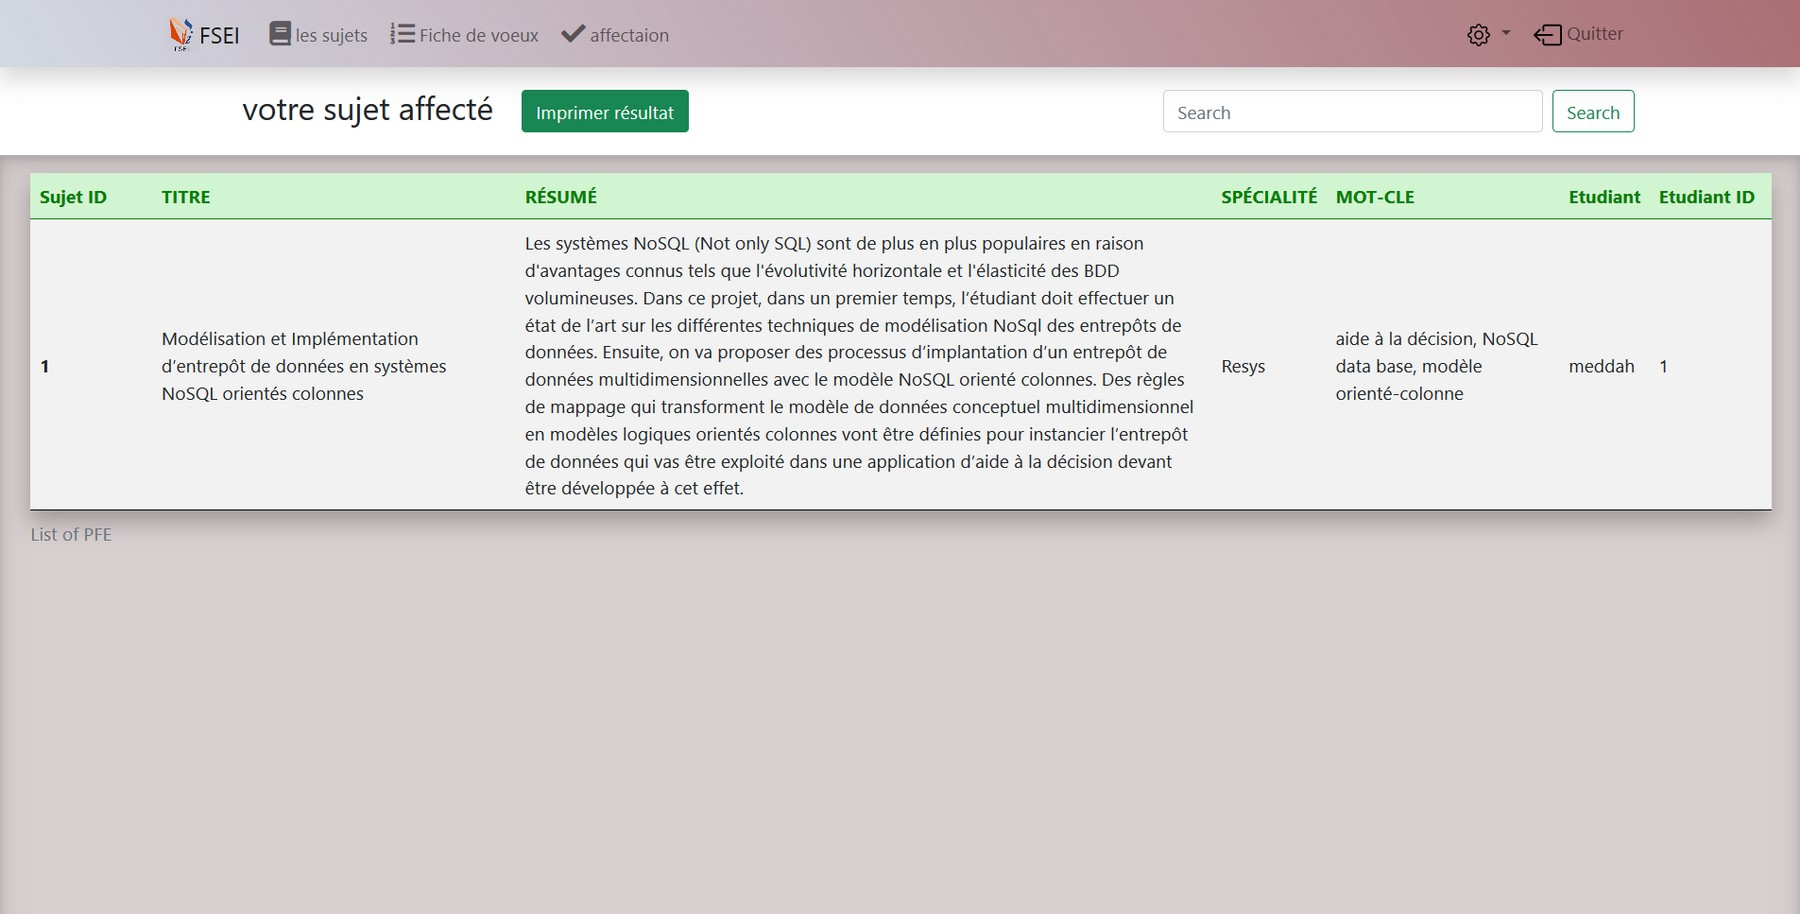 FSEI les sujets Fiche de voeux affectaion Quitter
votre sujet affecté Imprimer résultat Search Search
Sujet ID TITRE RÉSUMÉ SPÉCIALITÉ MOT-CLE Etudiant Etudiant ID
1
Modélisation et Implémentation
d’entrepôt de données en systèmes
NoSQL orientés colonnes
Les systèmes NoSQL (Not only SQL) sont de plus en plus populaires en raison
d'avantages connus tels que l'évolutivité horizontale et l'élasticité des BDD
volumineuses. Dans ce projet, dans un premier temps, l’étudiant doit effectuer un
état de l’art sur les différentes techniques de modélisation NoSql des entrepôts de
données. Ensuite, on va proposer des processus d’implantation d’un entrepôt de
données multidimensionnelles avec le modèle NoSQL orienté colonnes. Des règles
de mappage qui transforment le modèle de données conceptuel multidimensionnel
en modèles logiques orientés colonnes vont être définies pour instancier l’entrepôt
de données qui vas être exploité dans une application d’aide à la décision devant
être développée à cet effet.
Resys
aide à la décision, NoSQL
data base, modèle
orienté-colonne
meddah
1
List of PFE